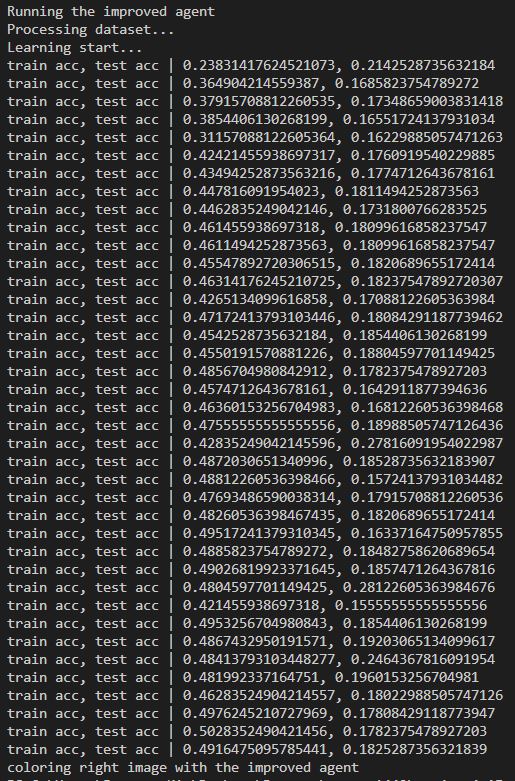 Running the improved agent
Processing dataset...
Learning start...
train acc, test acc | 0.23831417624521073, 0.2142528735632184
train acc, test acc | 0.364904214559387, 0.1685823754789272
train acc, test acc | 0.37915708812260535, 0.17348659003831418
train acc, test acc | 0.3854406130268199, 0.16551724137931034
train acc, test acc | 0.31157088122605364, 0.16229885057471263
train acc, test acc | 0.42421455938697317, 0.1760919540229885
train acc, test acc | 0.43494252873563216, 0.1774712643678161
train acc, test acc | 0.447816091954023, 0.1811494252873563
train acc, test acc | 0.4462835249042146, 0.1731800766283525
train acc, test acc | 0.461455938697318, 0.18099616858237547
train acc, test acc | 0.4611494252873563, 0.18099616858237547
train acc, test acc | 0.45547892720306515, 0.1820689655172414
train acc, test acc | 0.46314176245210725, 0.18237547892720307
train acc, test acc | 0.4265134099616858, 0.17088122605363984
train acc, test acc | 0.47172413793103446, 0.18084291187739462
train acc, test acc | 0.4542528735632184, 0.1854406130268199
train acc, test acc | 0.4550191570881226, 0.18804597701149425
train acc, test acc | 0.4856704980842912, 0.1782375478927203
train acc, test acc | 0.4574712643678161, 0.1642911877394636
train acc, test acc | 0.46360153256704983, 0.16812260536398468
train acc, test acc | 0.47555555555555556, 0.18988505747126436
train acc, test acc | 0.42835249042145596, 0.27816091954022987
train acc, test acc | 0.4872030651340996, 0.18528735632183907
train acc, test acc | 0.48812260536398466, 0.15724137931034482
train acc, test acc | 0.47693486590038314, 0.17915708812260536
train acc, test acc | 0.48260536398467435, 0.1820689655172414
train acc, test acc | 0.49517241379310345, 0.16337164750957855
train acc, test acc | 0.4885823754789272, 0.18482758620689654
train acc, test acc | 0.49026819923371645, 0.1857471264367816
train acc, test acc | 0.4804597701149425, 0.28122605363984676
train acc, test acc | 0.421455938697318, 0.15555555555555556
train acc, test acc | 0.4953256704980843, 0.1854406130268199
train acc, test acc | 0.4867432950191571, 0.19203065134099617
train acc, test acc | 0.48413793103448277, 0.2464367816091954
train acc, test acc | 0.481992337164751, 0.1960153256704981
train acc, test acc | 0.46283524904214557, 0.18022988505747126
train acc, test acc | 0.4976245210727969, 0.17808429118773947
train acc, test acc | 0.5028352490421456, 0.1782375478927203
train acc, test acc | 0.4916475095785441, 0.1825287356321839
coloring right image with the improved agent